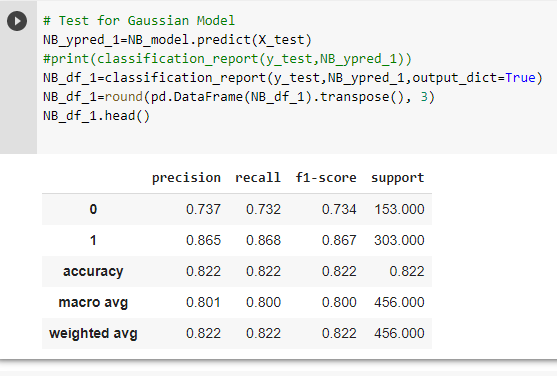 # Test for Gaussian Model
NB_ypred_1=NB_model.predict(X_test)
#print(classification_report(y_test,NB_ypred_1))
NB_df_1=classification_report(y_test,NB_ypred_1,output_dict=True)
NB_df_1=round(pd.DataFrame(NB_df_1).transpose(), 3)
NB_df_1.head()
precision recall f1-score support
0 0.737 0.732 0.734 153.000
1 0.865 0.868 0.867 303.000
accuracy 0.822 0.822 0.822 0.822
macro avg 0.801 0.800 0.800 456.000
weighted avg 0.822 0.822 0.822 456.000